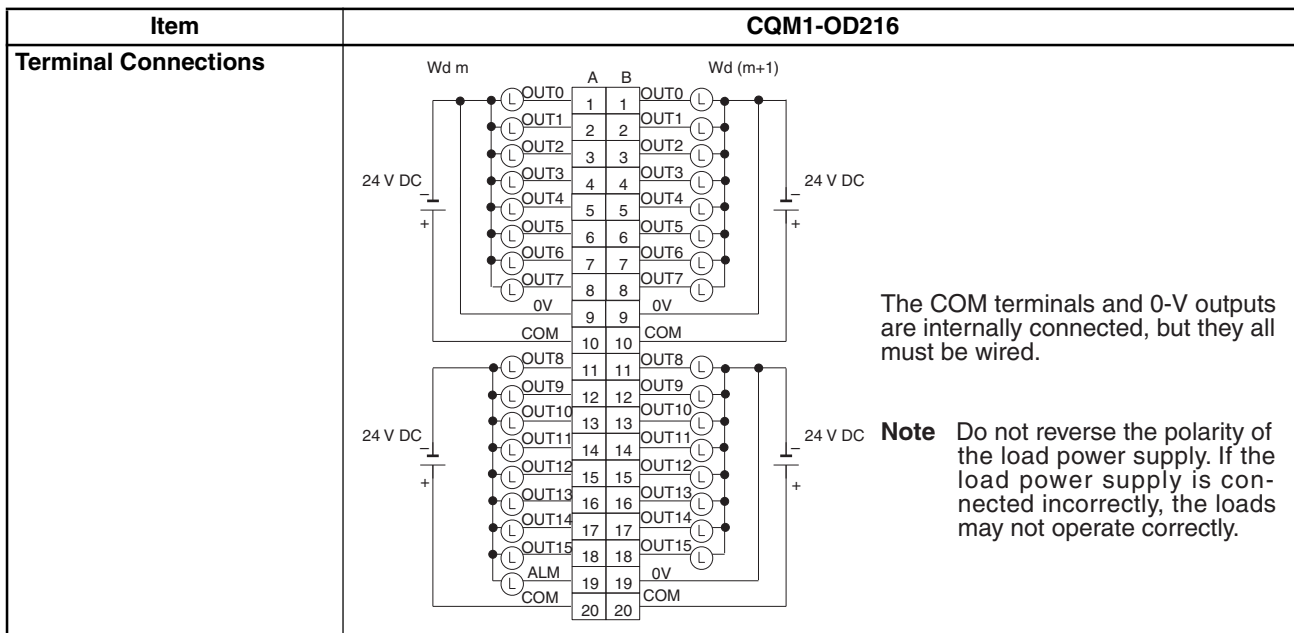 Item CQM1-OD216
Terminal Connections
Wd m A B Wd (m+1)
L OUT0 1 1 OUT0 L
L OUT1 2 2 OUT1 L
L OUT2 3 3 OUT2 L
24 V DC L OUT3 4 4 OUT3 L 24 V DC
– L OUT4 5 5 OUT4 L –
+ L OUT5 6 6 OUT5 L +
L OUT6 7 7 OUT6 L
L OUT7 8 8 OUT7 L
0V 9 9 0V
COM 10 10 COM
L OUT8 11 11 OUT8 L
L OUT9 12 12 OUT9 L
L OUT10 13 13 OUT10 L
24 V DC L OUT11 14 14 OUT11 L 24 V DC
– L OUT12 15 15 OUT12 L –
+ L OUT13 16 16 OUT13 L +
L OUT14 17 17 OUT14 L
L OUT15 18 18 OUT15 L
L ALM 19 19 0V
COM 20 20 COM
The COM terminals and 0-V outputs
are internally connected, but they all
must be wired.
Note Do not reverse the polarity of
the load power supply. If the
load power supply is con-
nected incorrectly, the loads
may not operate correctly.